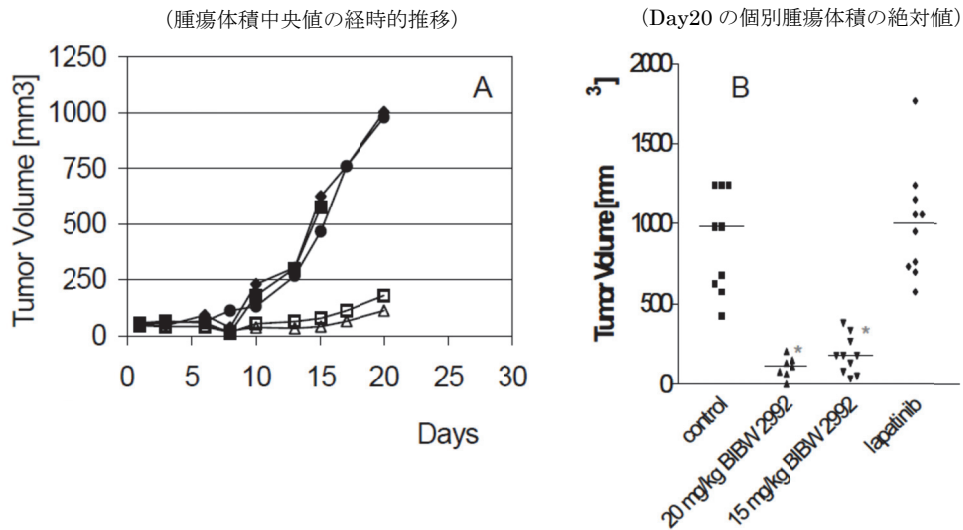 （腫瘍体積中央値の経時的推移）
（Day20 の個別腫瘍体積の絶対値）
A
Tumor Volume [mm3]
1250
1000
750
500
250
0
0 5 10 15 20 25 30
Days
B
Tumor Volume [mm
3]
2000
1500
1000
500
0
*
*
control
20 mg/kg BIBW 2992
15 mg/kg BIBW 2992
lapatinib